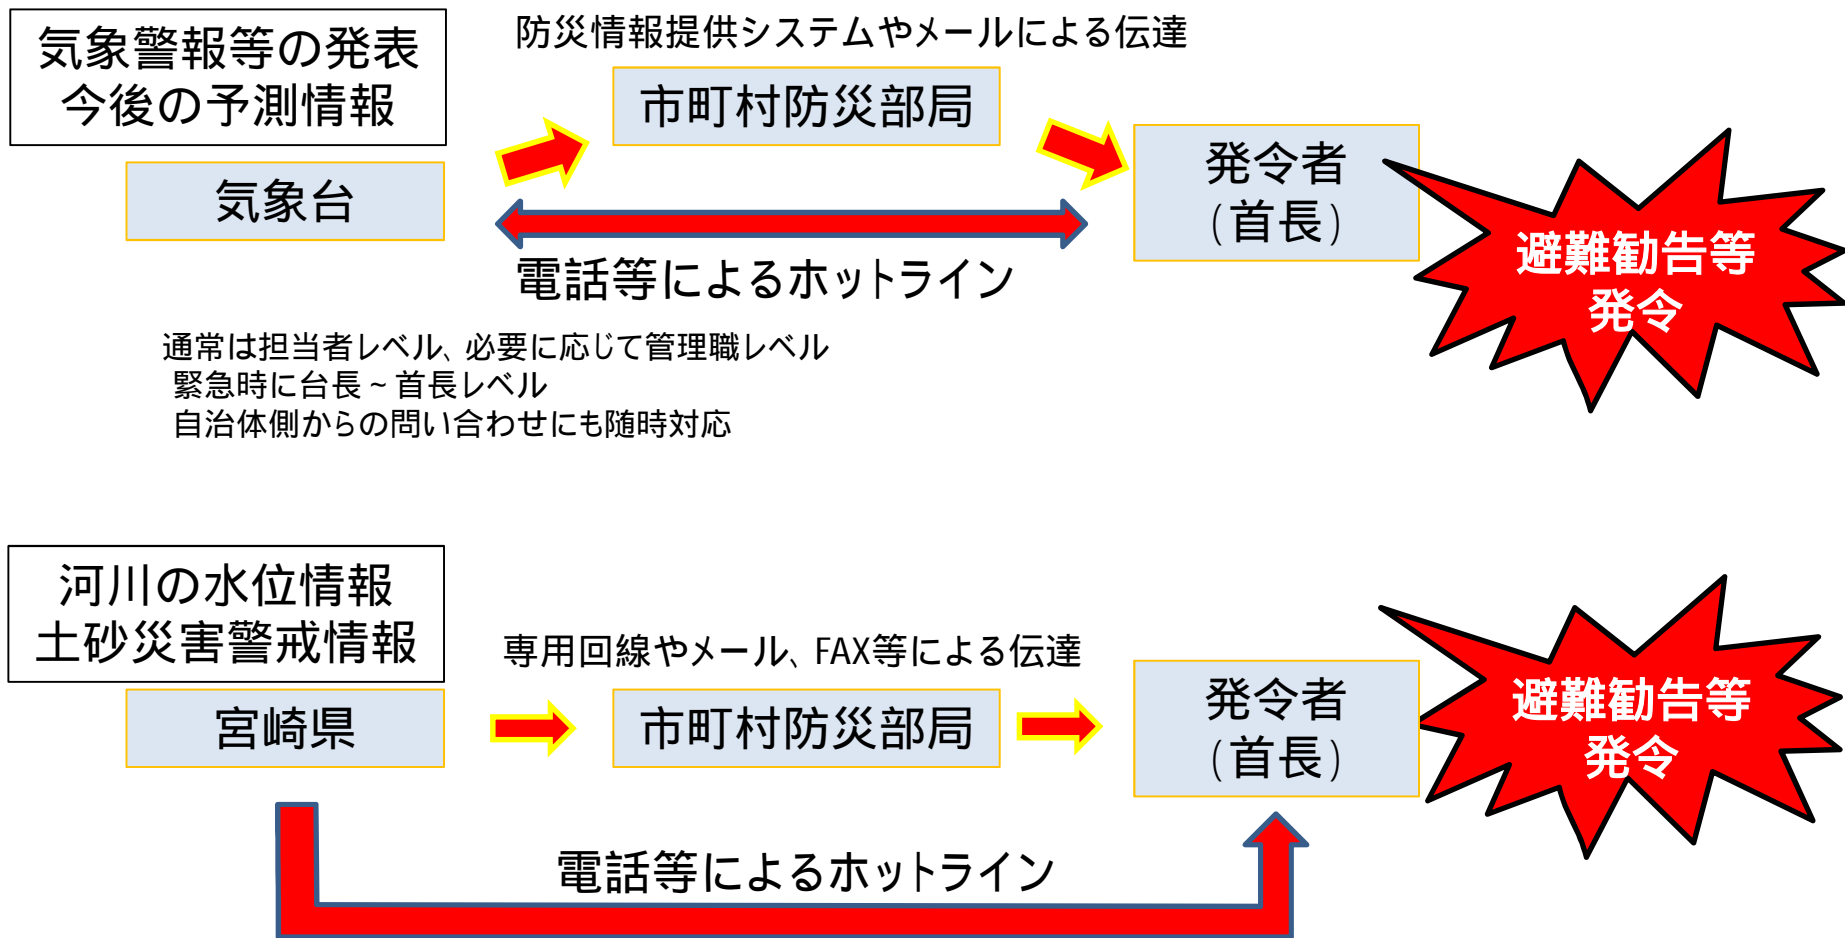 気象警報等の発表
今後の予測情報
防災情報提供システムやメールによる伝達
市町村防災部局
気象台
発令者
(首長)
避難勧告等
発令
電話等によるホットライン
通常は担当者レベル、必要に応じて管理職レベル
緊急時に台長~首長レベル
自治体側からの問い合わせにも随時対応
河川の水位情報
土砂災害警戒情報
専用回線やメール、FAX等による伝達
宮崎県
市町村防災部局
発令者
(首長)
避難勧告等
発令
電話等によるホットライン